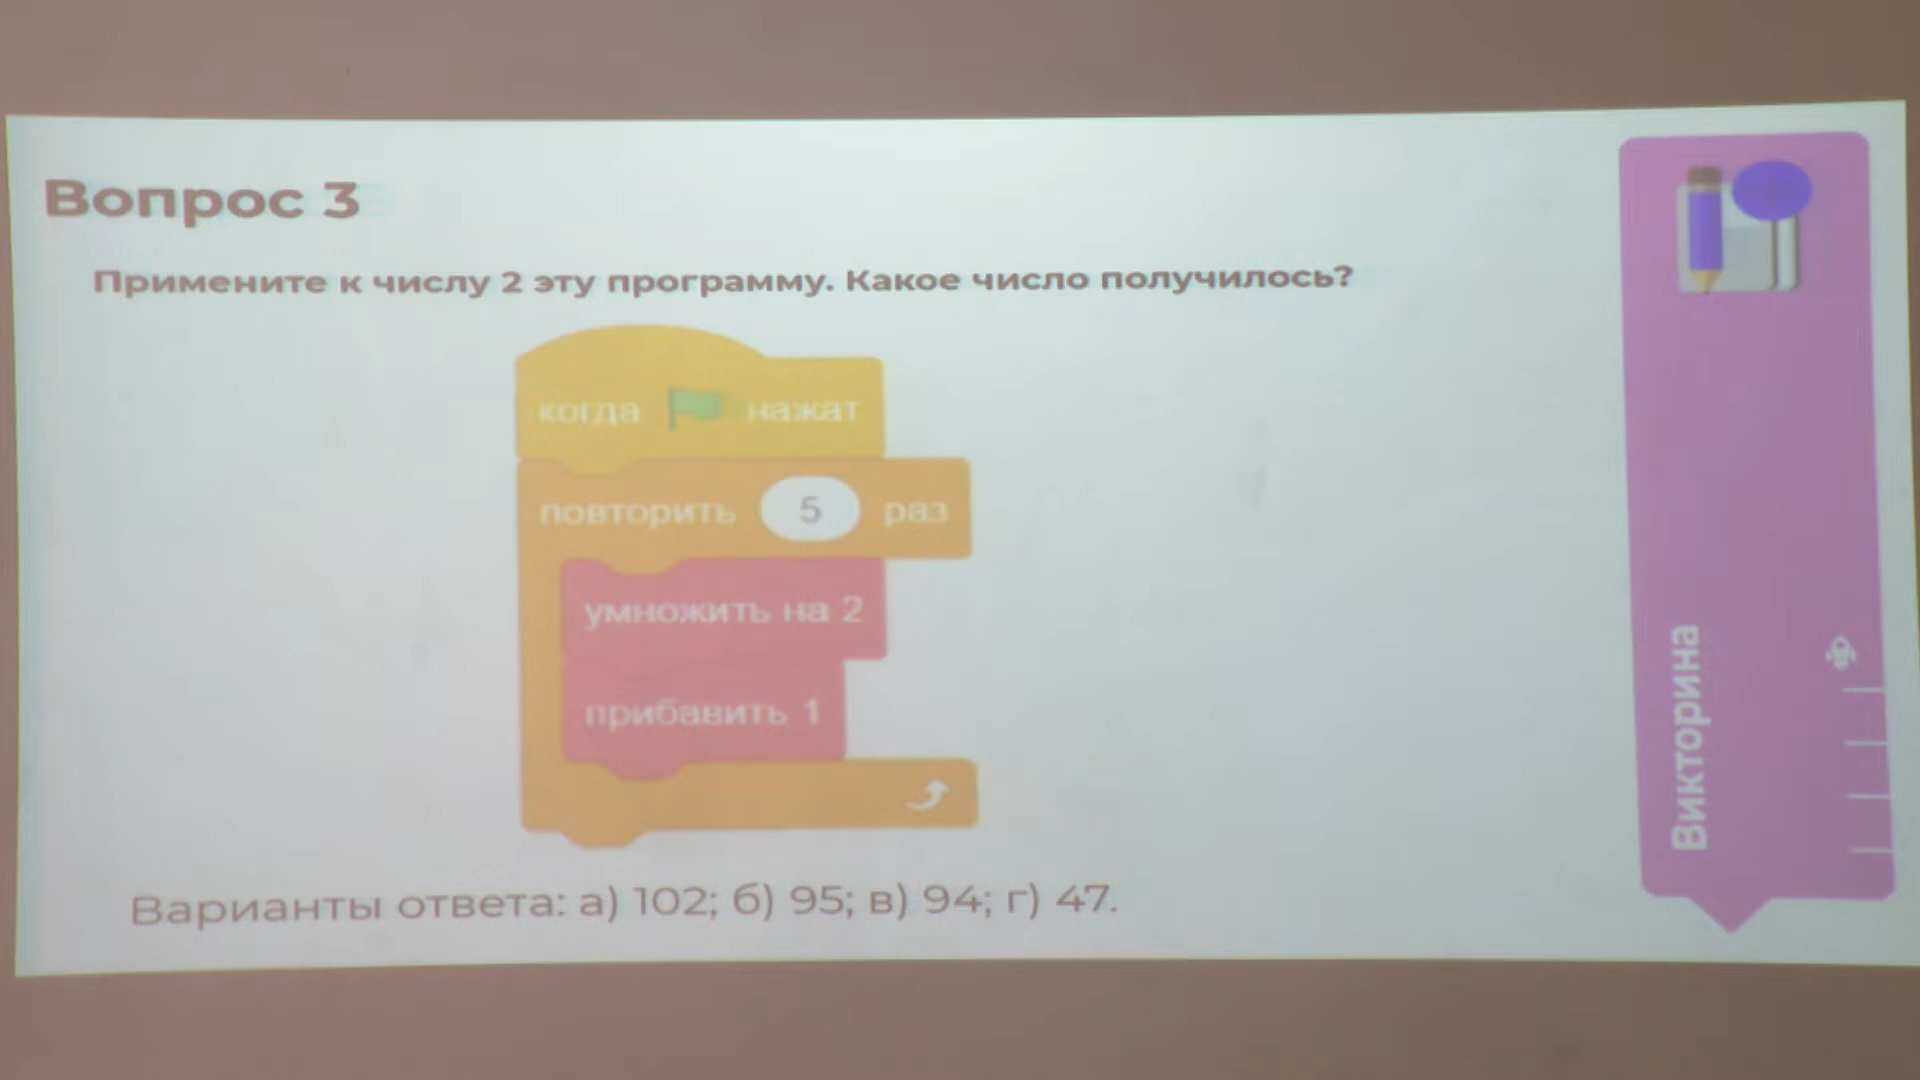 Вопрос 3
Примените к числу 2 эту программу. Какое число получилось?
когда нажат
повторить 5 раз
умножить на 2
прибавить 1
Варианты ответа: а) 102; б) 95; в) 94; г) 47.
Викторина